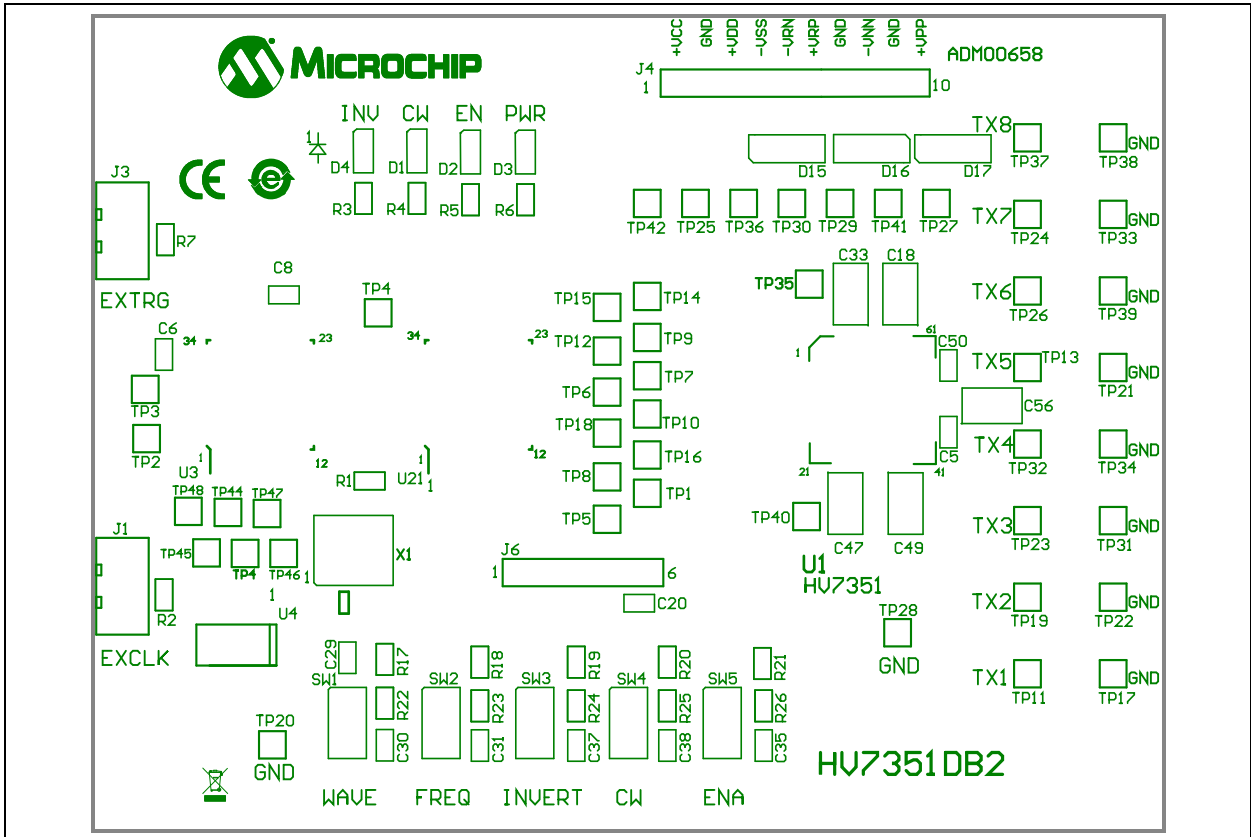 +VCC GND +VDD -VSS -VRN +VRP GND -VNN GND +VPP
MICROCHIP
ADM00658
J4
1 10
INV CW EN PWR
1
D4 D1 D2 D3
R3 R4 R5 R6
D15 D16 D17
TX8 TP37 TP38 GND
CE
J3
R7
EXTRG
TP42 TP25 TP36 TP30 TP29 TP41 TP27
TX7 TP24 TP33 GND
C8
TP4
C33 C18
TP35
TP15 TP14
TX6 TP26 TP39 GND
C6
34 23 34 23
TP12 TP9
1 61
C50
TX5 TP13 TP21 GND
TP3
TP6 TP7
C56
TP18 TP10
TP2
1 12 1 12
TP16
C5
TX4 TP32 TP34 GND
U3
R1 U21
1
TP8
21 41
TP48 TP44 TP47
TP1
TP5
TP40
C47 C49
TX3 TP23 TP31 GND
J1
TP45 TP4 TP46
1
X1
J6
1 6
U1
HV7351
R2
1
U4
C20
TX2 TP19 TP22 GND
TP28
GND
EXCLK
C29 R17 R18 R19 R20 R21
SW1 SW2 SW3 SW4 SW5
TX1 TP11 TP17 GND
R22 R23 R24 R25 R26
TP20
GND
C30 C31 C37 C38 C35
HV7351DB2
WAVE FREQ INVERT CW ENA